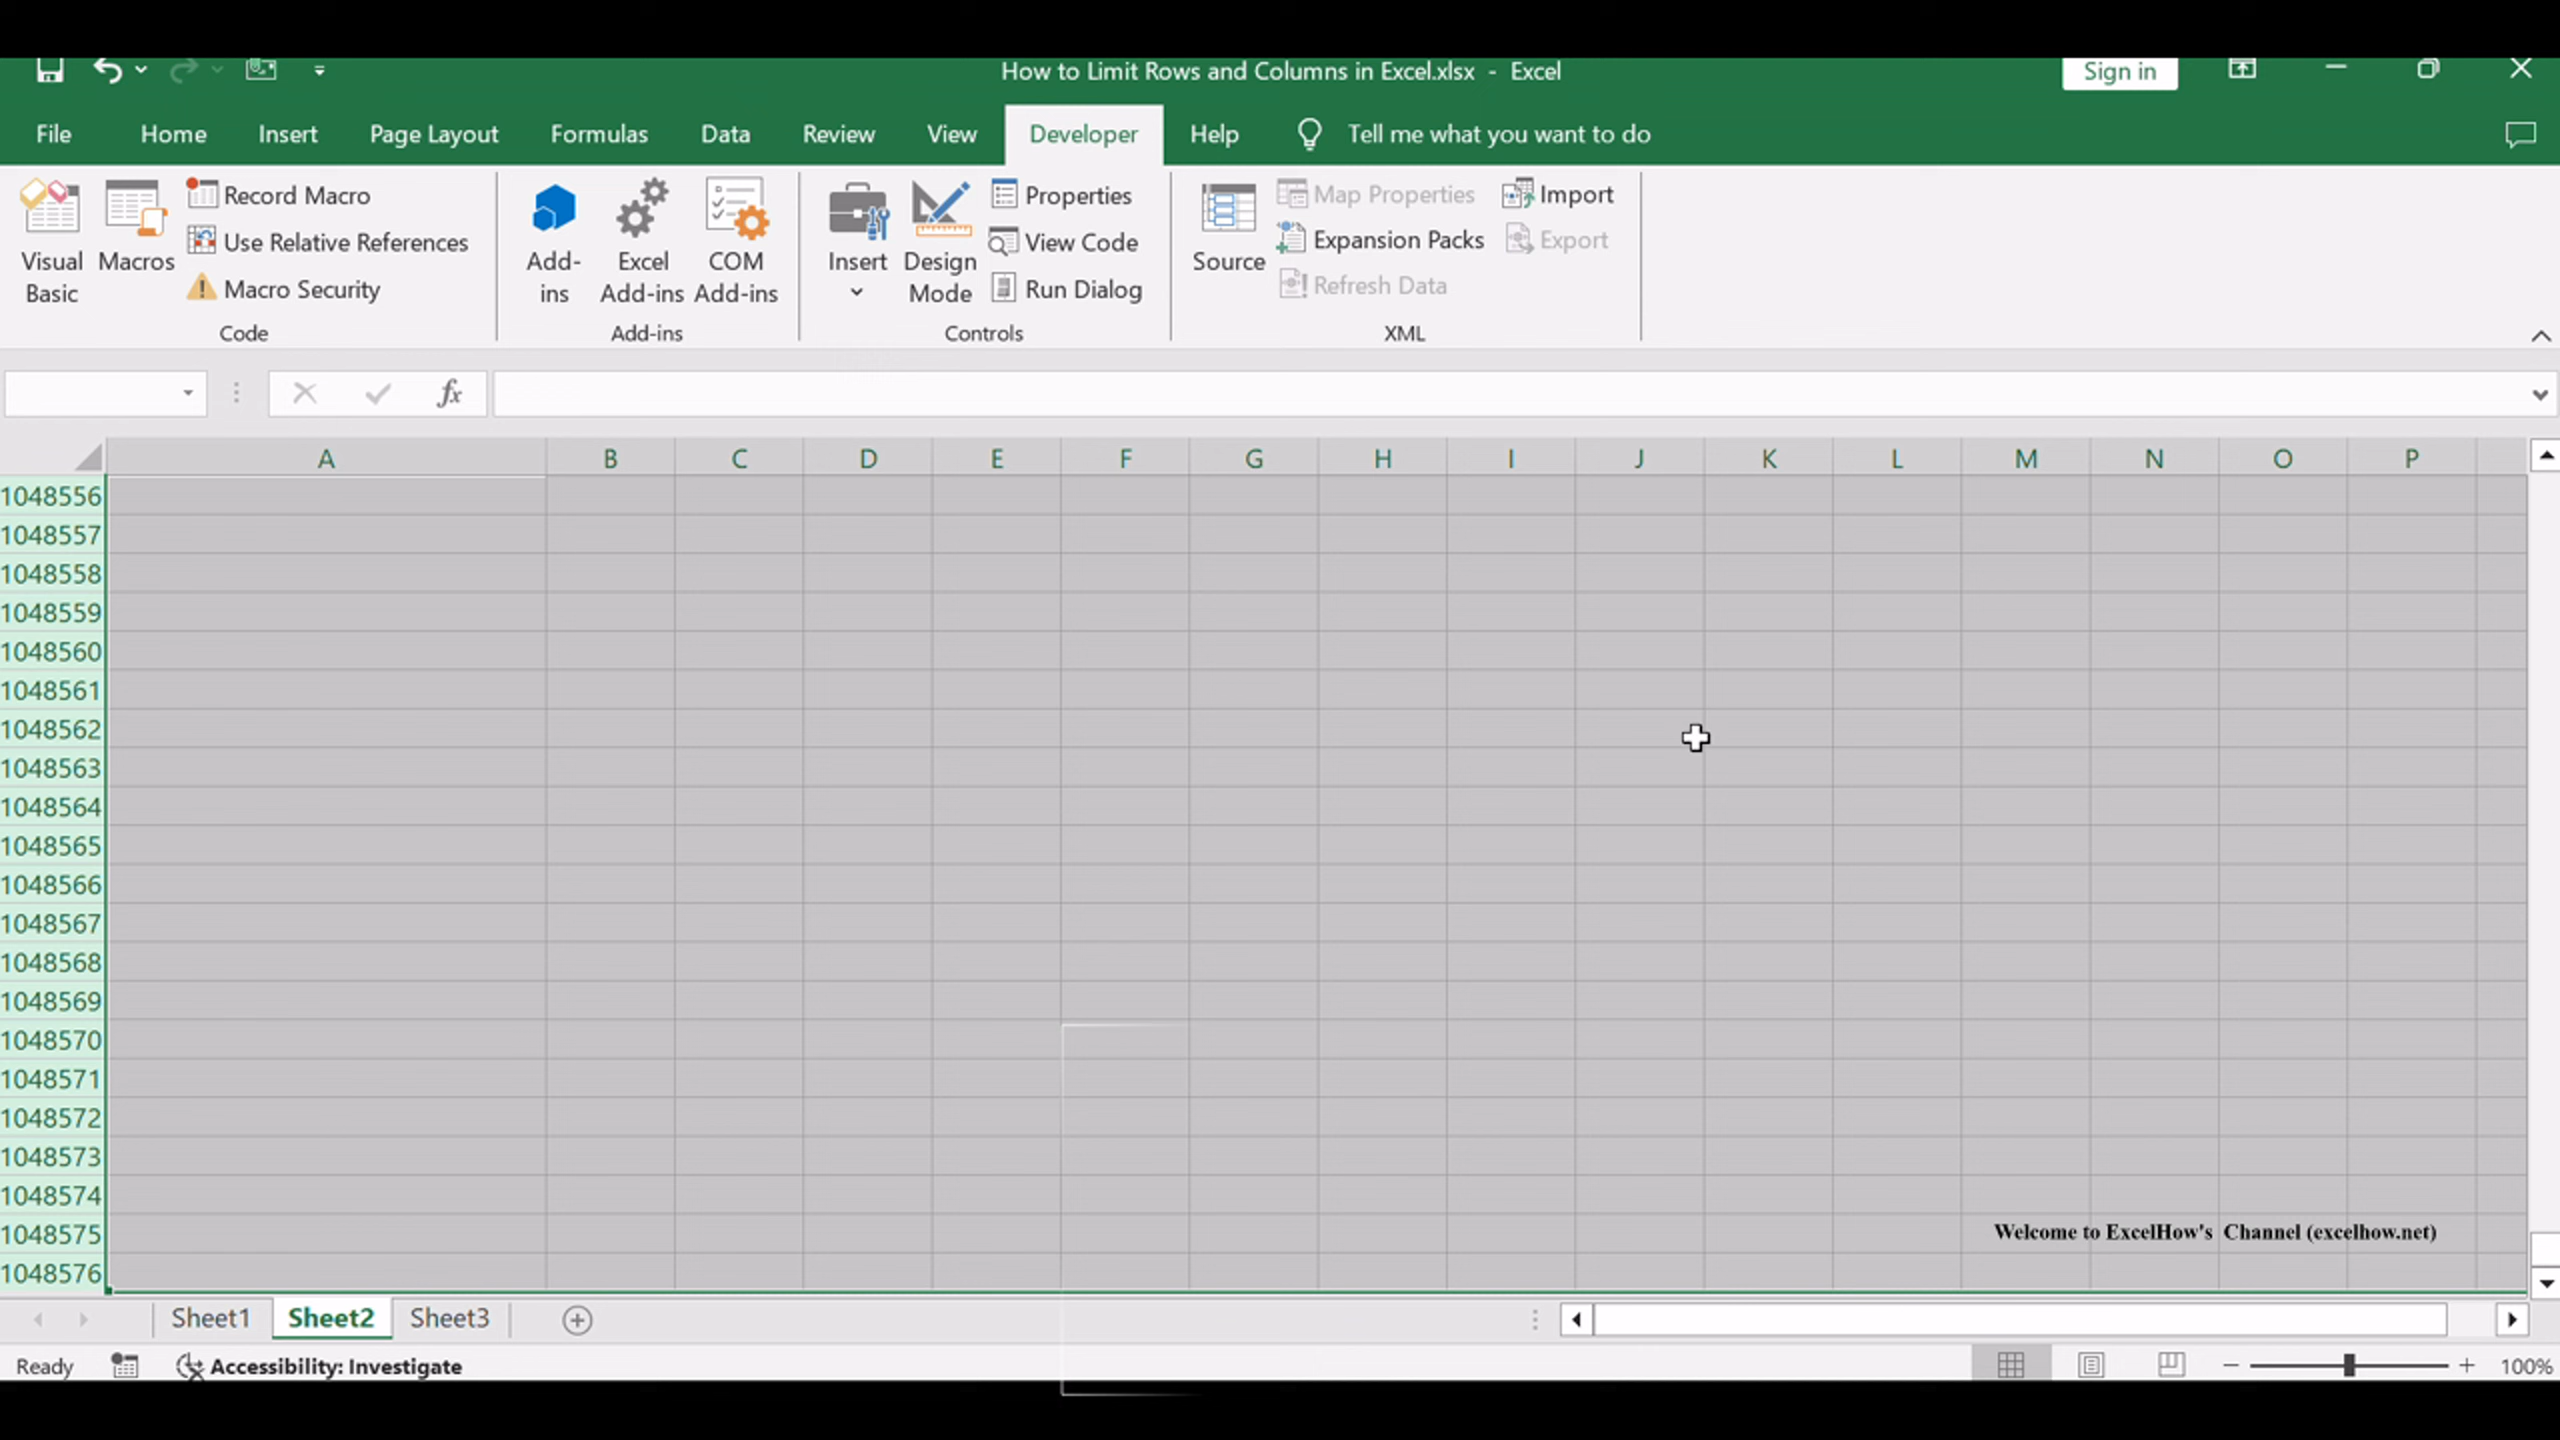 How to Limit Rows and Columns in Excel.xlsx - Excel
Sign in
File Home Insert Page Layout Formulas Data Review View Developer Help Tell me what you want to do
Visual Basic
Macros
Record Macro
Use Relative References
Macro Security
Code
Add-ins
Excel Add-ins
COM Add-ins
Add-ins
Insert
Design Mode
Properties
View Code
Run Dialog
Controls
Source
Map Properties
Expansion Packs
Refresh Data
Import
Export
XML
fx
A B C D E F G H I J K L M N O P
1048556
1048557
1048558
1048559
1048560
1048561
1048562
1048563
1048564
1048565
1048566
1048567
1048568
1048569
1048570
1048571
1048572
1048573
1048574
1048575
Welcome to ExcelHow's Channel (excelhow.net)
1048576
Sheet1 Sheet2 Sheet3
Ready Accessibility: Investigate 100%